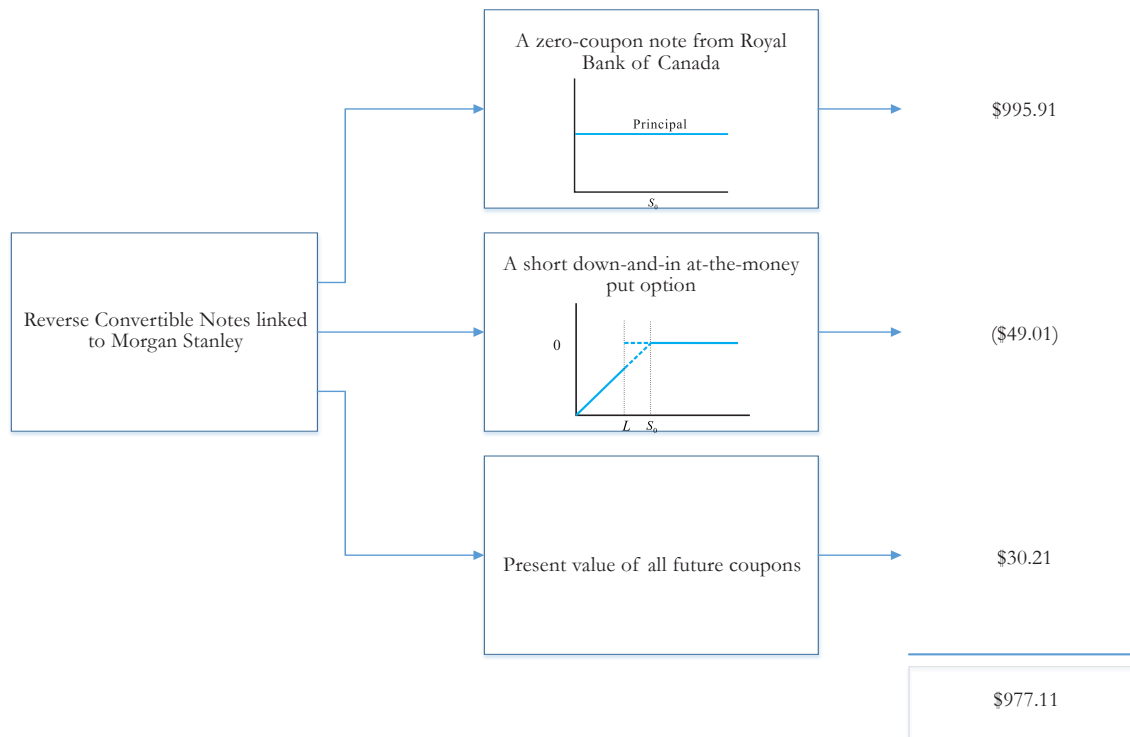 A zero-coupon note from Royal
Bank of Canada
Principal
S₀
$995.91
Reverse Convertible Notes linked
to Morgan Stanley
A short down-and-in at-the-money
put option
0
L S₀
($49.01)
Present value of all future coupons
$30.21
$977.11